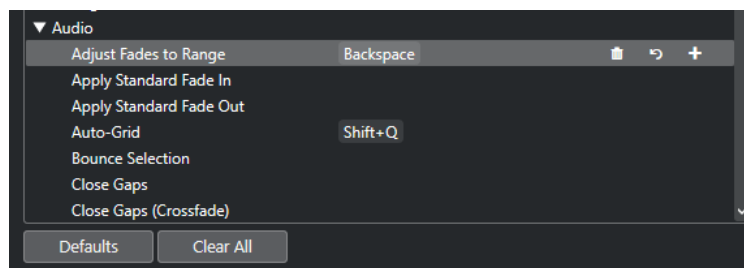 Audio
Adjust Fades to Range Backspace
Apply Standard Fade In
Apply Standard Fade Out
Auto-Grid Shift+Q
Bounce Selection
Close Gaps
Close Gaps (Crossfade)
Defaults Clear All